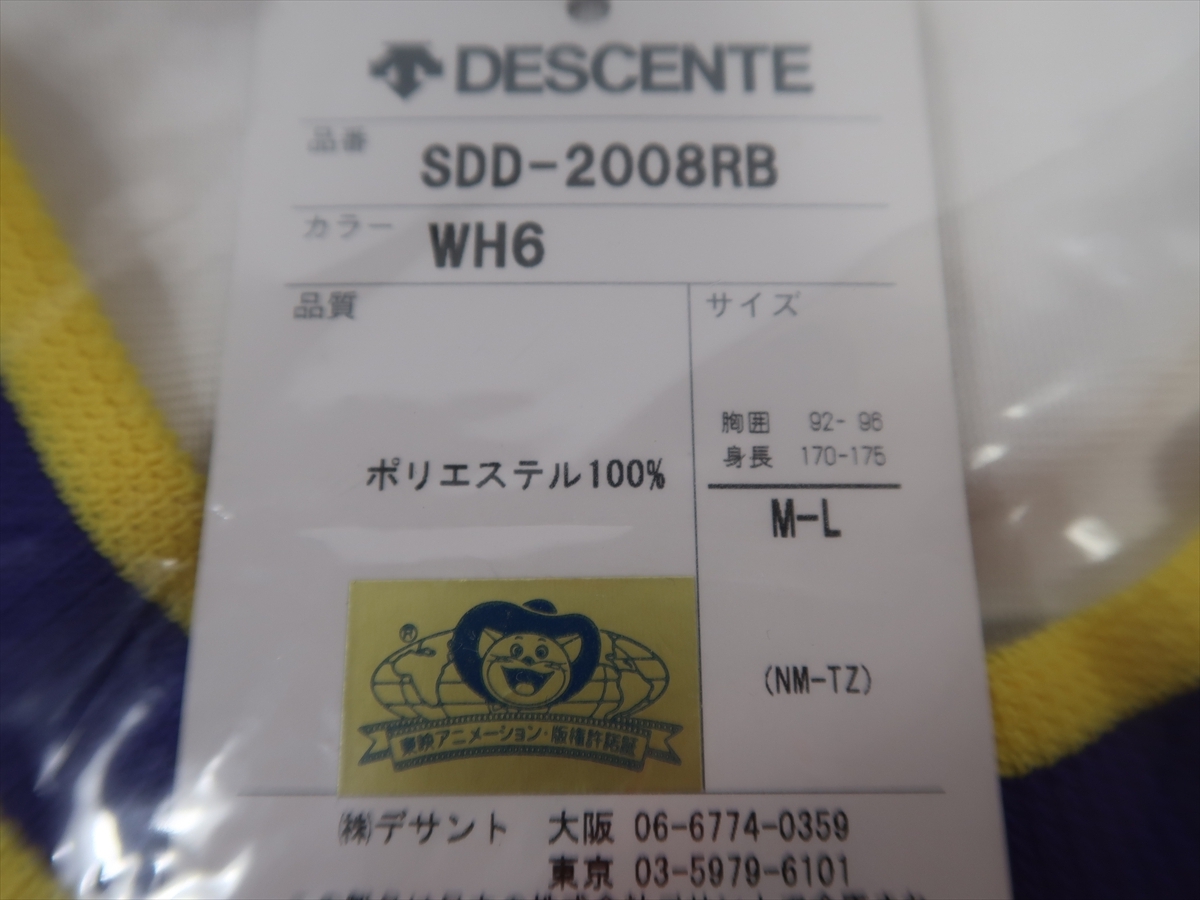 DESCENTE
品番 SDD-2008RB
カラー WH6
品質
サイズ
胸囲 92- 96
身長 170-175
ポリエステル100%
M-L
(NM-TZ)
®
東映アニメーション・版権許諾証
㈱デサント 大阪 06-6774-0359
東京 03-5979-6101